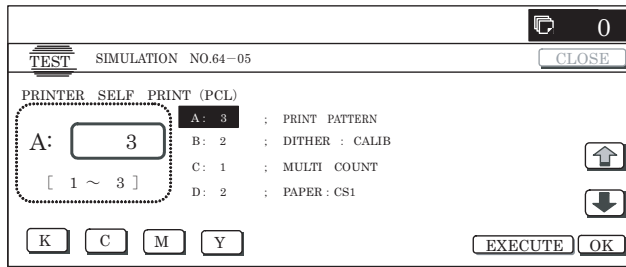 0
TEST SIMULATION NO.64-05 CLOSE
PRINTER SELF PRINT (PCL)
A: 3 ; PRINT PATTERN
A: 3
B: 2 ; DITHER : CALIB
C: 1 ; MULTI COUNT
[ 1 ~ 3 ]
D: 2 ; PAPER : CS1
K C M Y EXECUTE OK